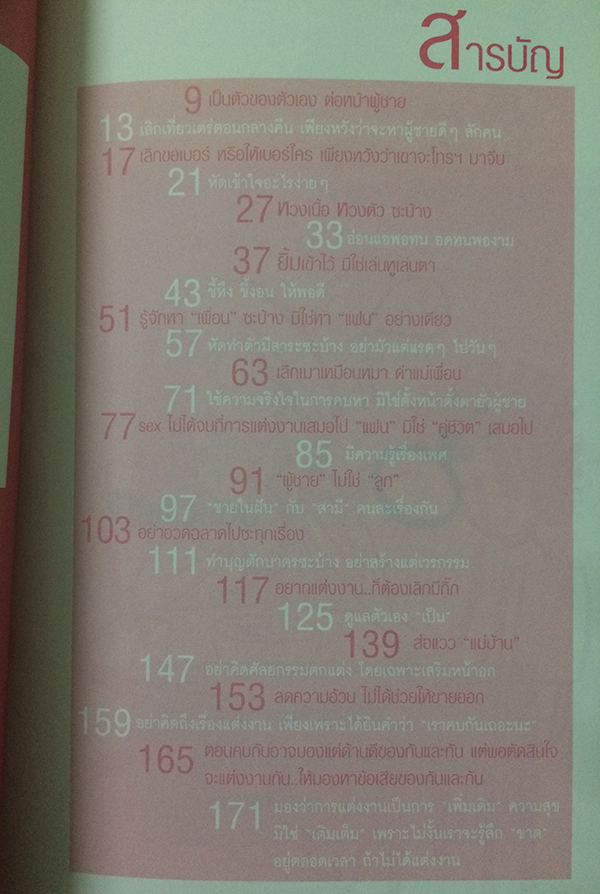 สารบัญ
9 เป็นตัวของตัวเอง ต่อหน้าผู้ชาย
13 เลิกเที่ยวเตร่ตอนกลางคืน เพียงหวังว่าจะหาผู้ชายดีๆ สักคน
17 เลิกขอเบอร์ หรือให้เบอร์ใคร เพียงหวังว่าเขาจะโทรฯ มาจีบ
21 หัดเข้าใจอะไรง่ายๆ
27 หวงเนื้อ หวงตัว ซะบ้าง
33 อ่อนแอพอทน อดทนพองาม
37 ยิ้มเข้าไว้ มิใช่เล่นหูเล่นตา
43 ขี้หึง ขี้งอน ให้พอดี
51 รู้จักหา "เพื่อน" ซะบ้าง มิใช่หา "แฟน" อย่างเดียว
57 หัดทำตัวมีสาระซะบ้าง อย่ามัวแต่แรดๆ ไปวันๆ
63 เลิกเมาเหมือนหมา ด่าแม่เพื่อน
71 ใช้ความจริงใจในการคบหา มิใช่ตั้งหน้าตั้งตายั่วผู้ชาย
77 sex ไม่ได้จบที่การแต่งงานเสมอไป "แฟน" มิใช่ "คู่ชีวิต" เสมอไป
85 มีความรู้เรื่องเพศ
91 "ผู้ชาย" ไม่ใช่ "ลูก"
97 "ชายในฝัน" กับ "สามี" คนละเรื่องกัน
103 อย่าอวดฉลาดไปซะทุกเรื่อง
111 ทำบุญตักบาตรซะบ้าง อย่าสร้างแต่เวรกรรม
117 อยากแต่งงาน..ก็ต้องเลิกมีกิ๊ก
125 ดูแลตัวเอง "เป็น"
139 ส่อแวว "แม่บ้าน"
147 อย่าคิดศัลยกรรมตกแต่ง โดยเฉพาะเสริมหน้าอก
153 ลดความอ้วน ไม่ได้ช่วยให้ขายออก
159 อย่าคิดถึงเรื่องแต่งงาน เพียงเพราะได้ยินคำว่า "เราคบกันเถอะนะ"
165 ตอนคบกันอาจมองแต่ด้านดีของกันและกัน แต่พอตัดสินใจ
จะแต่งงานกัน..ให้มองหาข้อเสียของกันและกัน
171 มองว่าการแต่งงานเป็นการ "เพิ่มเติม" ความสุข
มิใช่ "เติมเต็ม" เพราะไม่งั้นเราจะรู้สึก "ขาด"
อยู่ตลอดเวลา ถ้าไม่ได้แต่งงาน